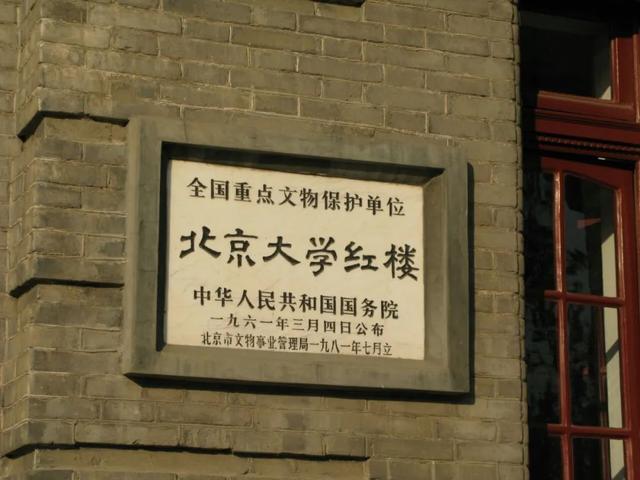 全国重点文物保护单位
北京大学红楼
中华人民共和国国务院
一九六一年三月四日公布
北京市文物事业管理局一九八一年七月立